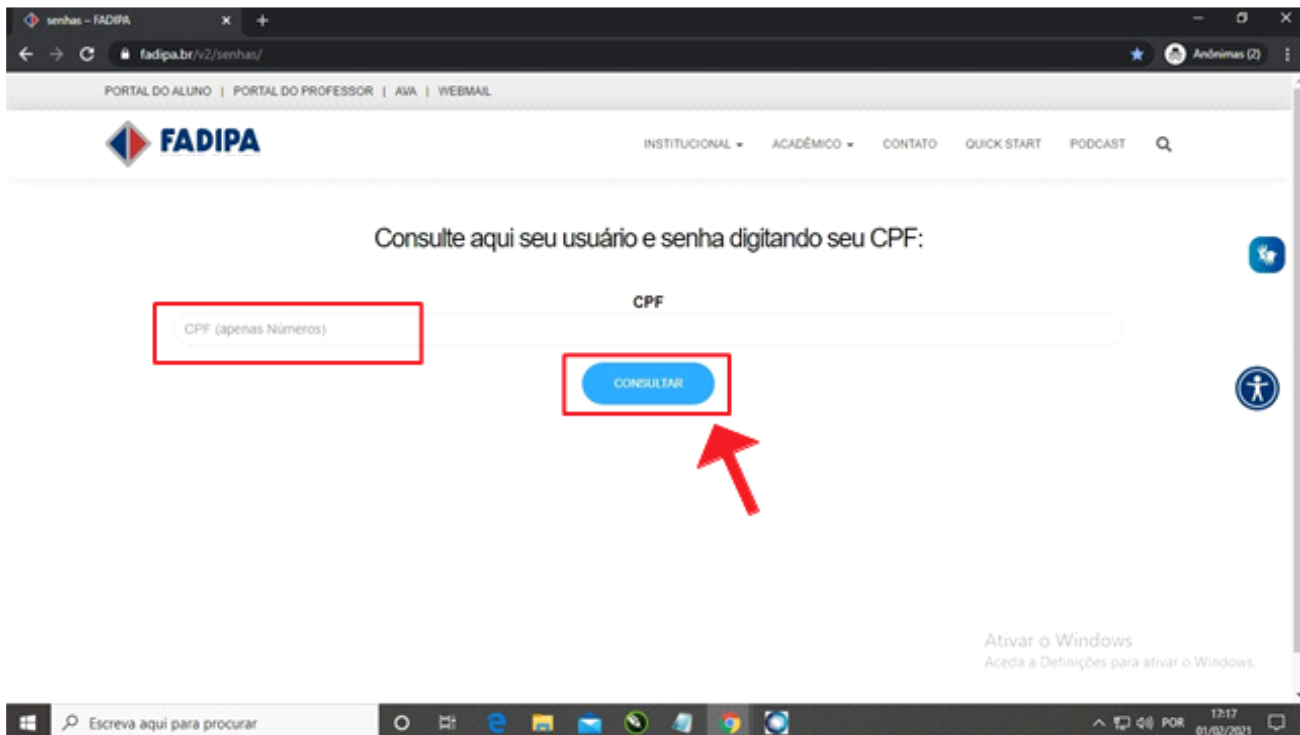 senhas – FADIPA
fadipa.br/v2/senhas/
Anónimas (2)
PORTAL DO ALUNO | PORTAL DO PROFESSOR | AVA | WEBMAIL
FADIPA
INSTITUCIONAL ACADÊMICO CONTATO QUICK START PODCAST
Consulte aqui seu usuário e senha digitando seu CPF:
CPF
CPF (apenas Números)
CONSULTAR
Ativar o Windows
Aceda a Definições para ativar o Windows.
Escreva aqui para procurar
POR
17:17
01/02/2021